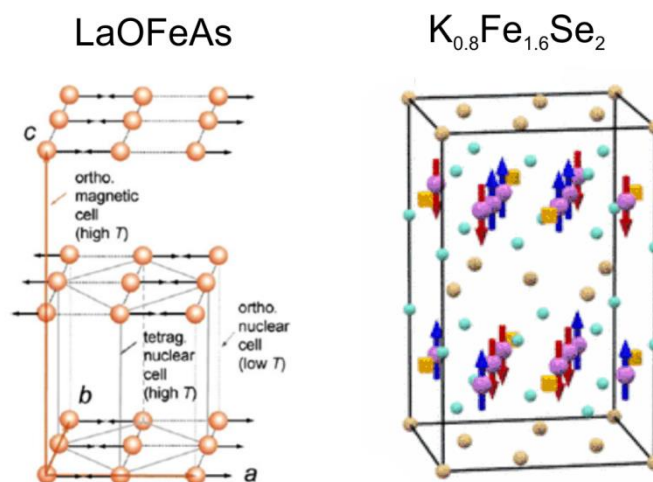 LaOFeAs
K0.8Fe1.6Se2
c
ortho.
magnetic
cell
(high T)
tetrag.
nuclear
cell
(high T)
ortho.
nuclear
cell
(low T)
b
a